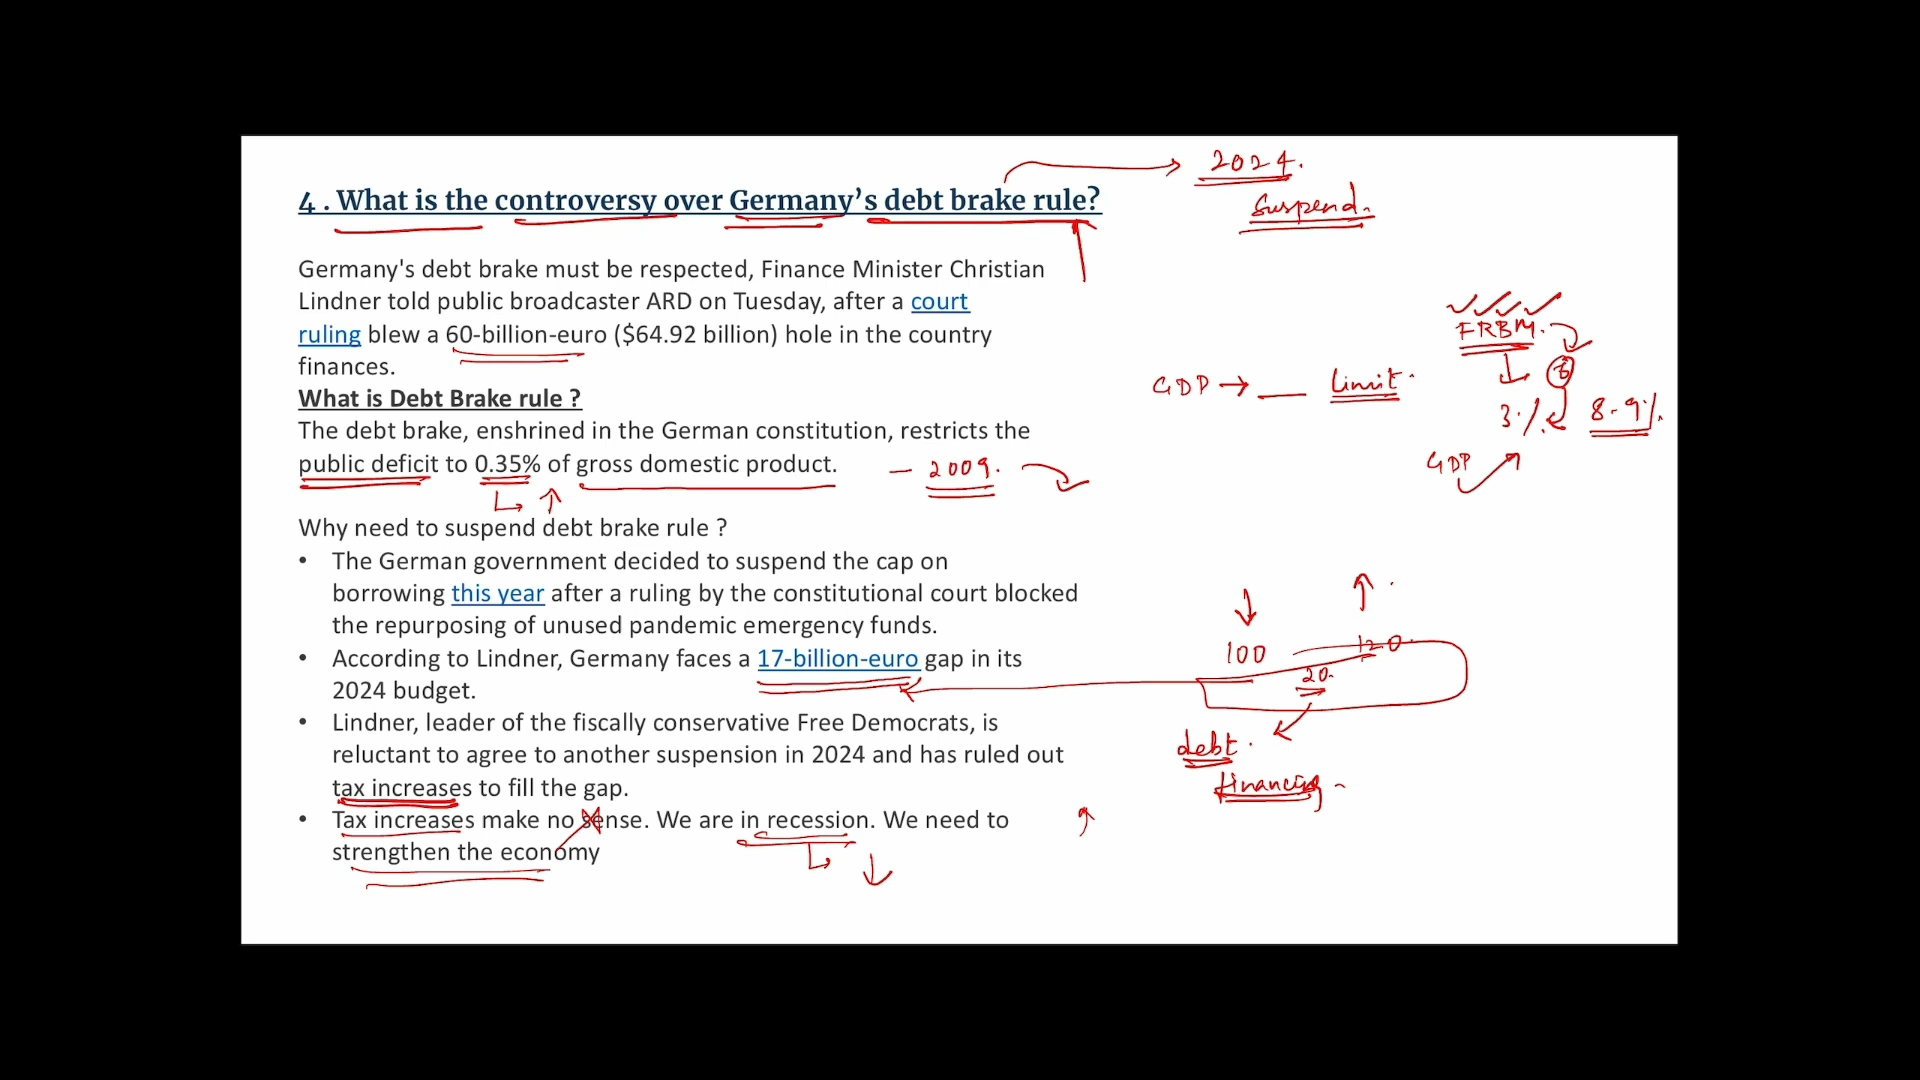 2024.
4 . What is the controversy over Germany’s debt brake rule?
Suspend.
Germany's debt brake must be respected, Finance Minister Christian
Lindner told public broadcaster ARD on Tuesday, after a court
ruling blew a 60-billion-euro ($64.92 billion) hole in the country
finances.
FRBM.
GDP → __ Limit.
What is Debt Brake rule ?
3% 8-9%.
The debt brake, enshrined in the German constitution, restricts the
public deficit to 0.35% of gross domestic product. - 2009.
GDP
Why need to suspend debt brake rule ?
• The German government decided to suspend the cap on
borrowing this year after a ruling by the constitutional court blocked
the repurposing of unused pandemic emergency funds.
100 120
• According to Lindner, Germany faces a 17-billion-euro gap in its
20.
2024 budget.
• Lindner, leader of the fiscally conservative Free Democrats, is
reluctant to agree to another suspension in 2024 and has ruled out
debt.
tax increases to fill the gap.
financing -
• Tax increases make no sense. We are in recession. We need to
strengthen the economy